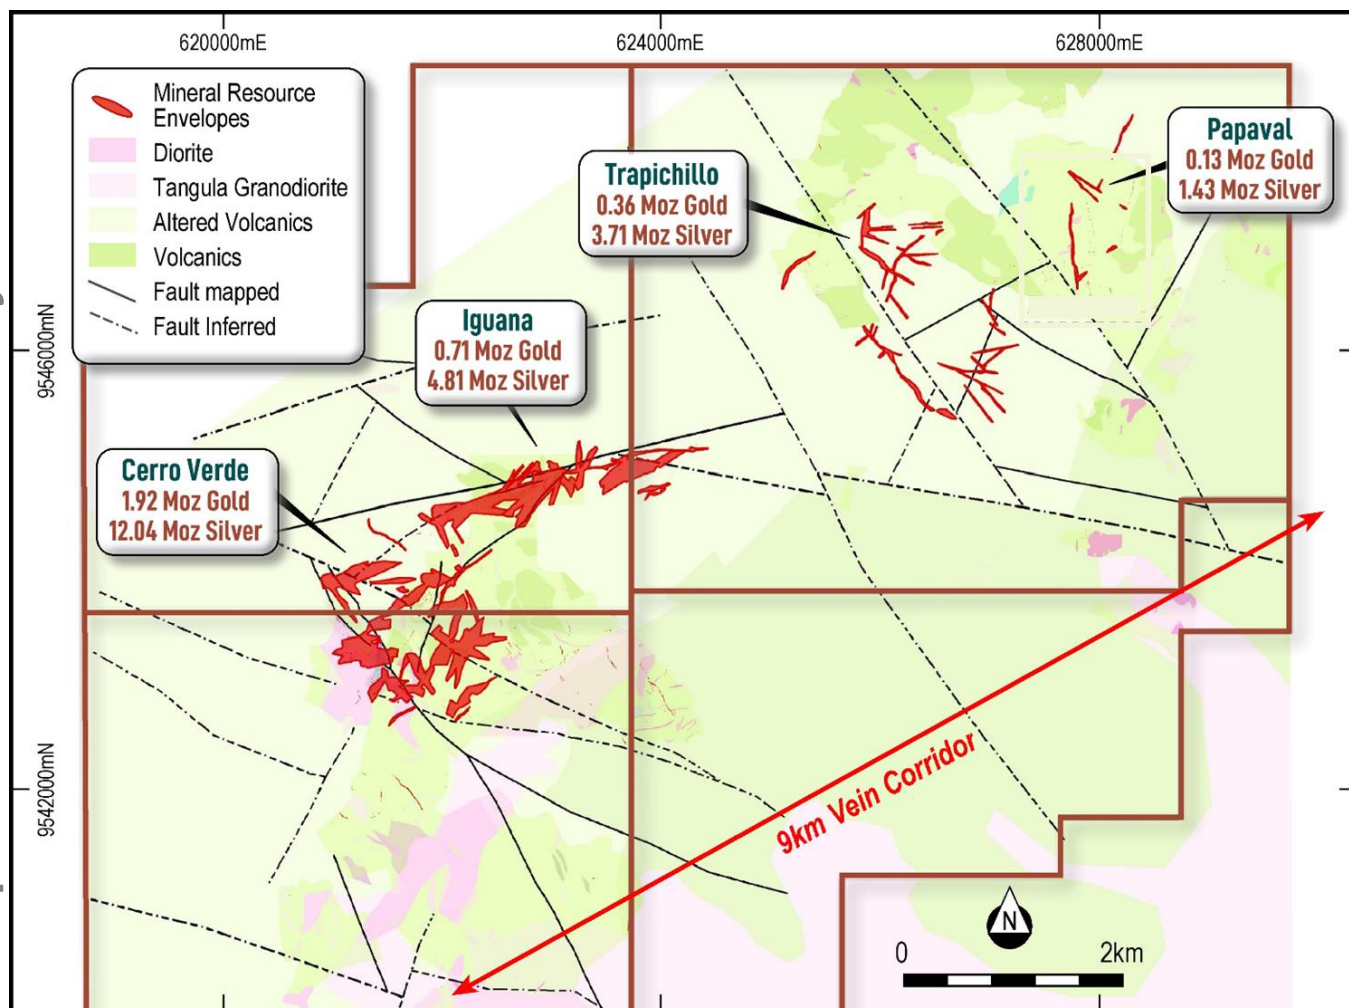 620000mE
624000mE
628000mE
9546000mN
9542000mN
Mineral Resource
Envelopes
Diorite
Tangula Granodiorite
Altered Volcanics
Volcanics
Fault mapped
Fault Inferred
Trapichillo
0.36 Moz Gold
3.71 Moz Silver
Papaval
0.13 Moz Gold
1.43 Moz Silver
Iguana
0.71 Moz Gold
4.81 Moz Silver
Cerro Verde
1.92 Moz Gold
12.04 Moz Silver
9km Vein Corridor
N
0
2km